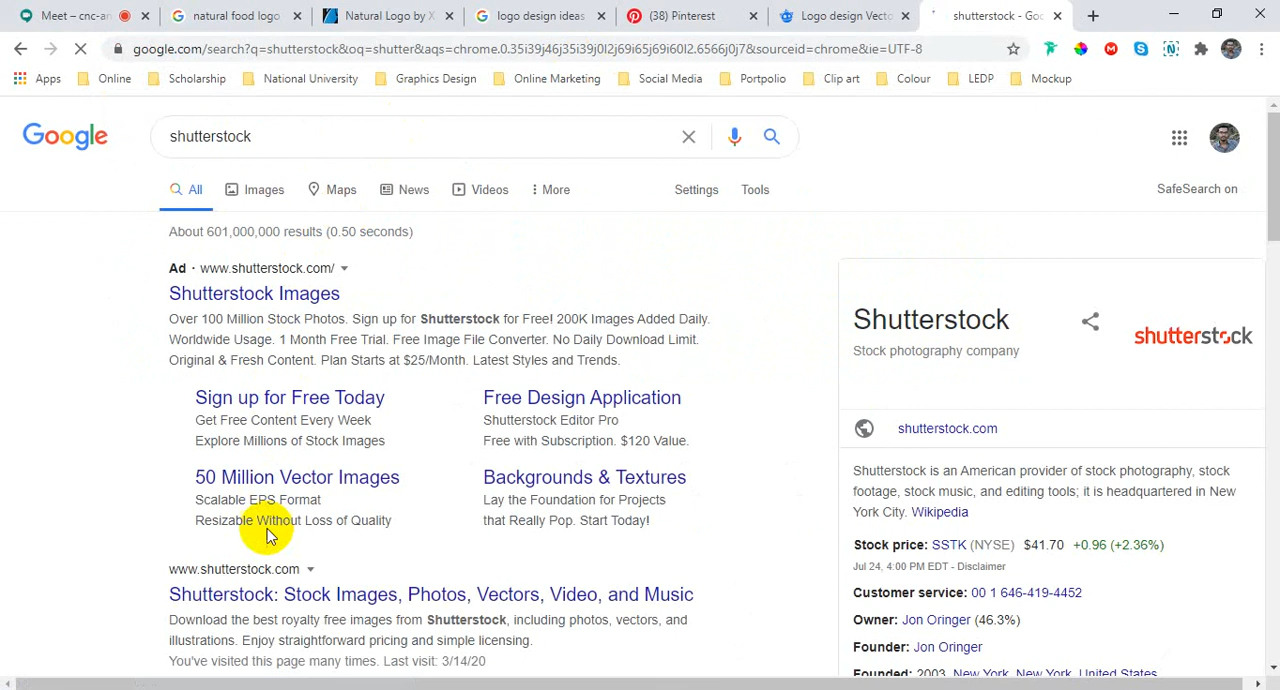 Meet – cnc-an
natural food logo
Natural Logo by X
logo design ideas
(38) Pinterest
Logo design Vecto
shutterstock - Goo
google.com/search?q=shutterstock&oq=shutter&aqs=chrome.0.35i39j46j35i39j0l2j69i65j69i60l2.6566j0j7&sourceid=chrome&ie=UTF-8
Apps
Online
Scholarship
National University
Graphics Design
Online Marketing
Social Media
Portpolio
Clip art
Colour
LEDP
Mockup
Google
shutterstock
All
Images
Maps
News
Videos
More
Settings
Tools
SafeSearch on
About 601,000,000 results (0.50 seconds)
Ad · www.shutterstock.com/
Shutterstock Images
Over 100 Million Stock Photos. Sign up for Shutterstock for Free! 200K Images Added Daily.
Worldwide Usage. 1 Month Free Trial. Free Image File Converter. No Daily Download Limit.
Original & Fresh Content. Plan Starts at $25/Month. Latest Styles and Trends.
Sign up for Free Today
Get Free Content Every Week
Explore Millions of Stock Images
Free Design Application
Shutterstock Editor Pro
Free with Subscription. $120 Value.
50 Million Vector Images
Scalable EPS Format
Resizable Without Loss of Quality
Backgrounds & Textures
Lay the Foundation for Projects
that Really Pop. Start Today!
www.shutterstock.com
Shutterstock: Stock Images, Photos, Vectors, Video, and Music
Download the best royalty free images from Shutterstock, including photos, vectors, and
illustrations. Enjoy straightforward pricing and simple licensing.
You've visited this page many times. Last visit: 3/14/20
Shutterstock
Stock photography company
shutterstock
shutterstock.com
Shutterstock is an American provider of stock photography, stock
footage, stock music, and editing tools; it is headquartered in New
York City. Wikipedia
Stock price: SSTK (NYSE) $41.70 +0.96 (+2.36%)
Jul 24, 4:00 PM EDT - Disclaimer
Customer service: 00 1 646-419-4452
Owner: Jon Oringer (46.3%)
Founder: Jon Oringer
Founded: 2003, New York, New York, United States